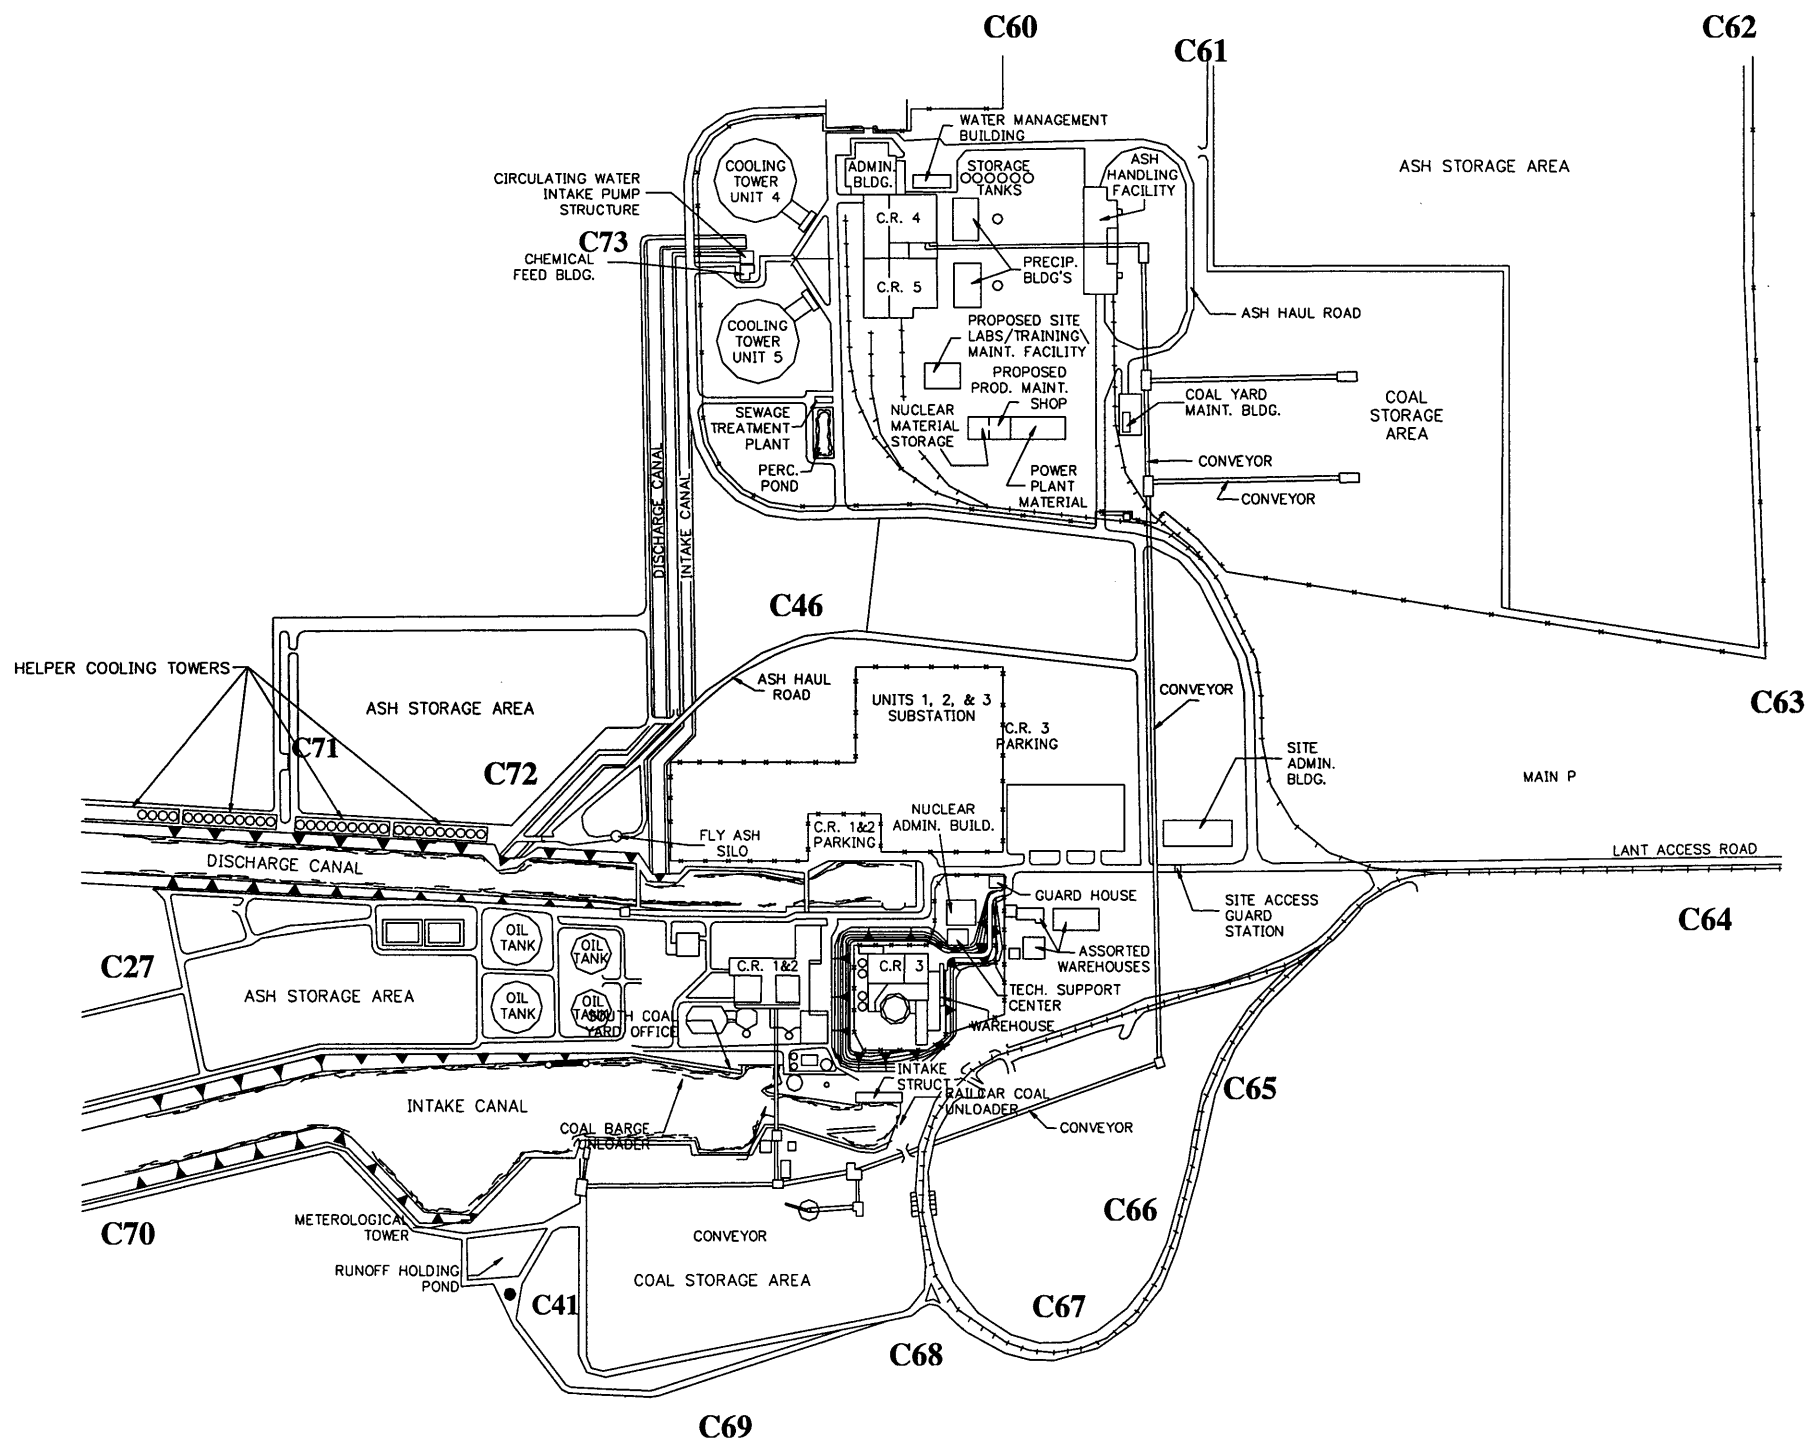 C60
C61
C62
WATER MANAGEMENT
BUILDING
COOLING
TOWER
UNIT 4
ADMIN.
BLDG.
STORAGE
TANKS
ASH
HANDLING
FACILITY
ASH STORAGE AREA
CIRCULATING WATER
INTAKE PUMP
STRUCTURE
C73
CHEMICAL
FEED BLDG.
C.R. 4
C.R. 5
PRECIP.
BLDG'S
ASH HAUL ROAD
COOLING
TOWER
UNIT 5
PROPOSED SITE
LABS/TRAINING\
MAINT. FACILITY
PROPOSED
PROD. MAINT.
SHOP
NUCLEAR
MATERIAL
STORAGE
SEWAGE
TREATMENT
PLANT
PERC.
POND
POWER
PLANT
MATERIAL
COAL YARD
MAINT. BLDG.
COAL
STORAGE
AREA
CONVEYOR
CONVEYOR
DISCHARGE CANAL
INTAKE CANAL
C46
HELPER COOLING TOWERS
ASH STORAGE AREA
ASH HAUL
ROAD
UNITS 1, 2, & 3
SUBSTATION
C.R. 3
PARKING
CONVEYOR
C63
C71
C72
SITE
ADMIN.
BLDG.
MAIN P
NUCLEAR
ADMIN. BUILD.
C.R. 1&2
PARKING
FLY ASH
SILO
DISCHARGE CANAL
LANT ACCESS ROAD
GUARD HOUSE
SITE ACCESS
GUARD
STATION
C64
OIL
TANK
OIL
TANK
C27
ASH STORAGE AREA
C.R. 1&2
C.R. 3
ASSORTED
WAREHOUSES
TECH. SUPPORT
CENTER
WAREHOUSE
OIL
TANK
OIL
TANK
SOUTH COAL
YARD OFFICE
INTAKE
STRUCT.
RAILCAR COAL
UNLOADER
C65
INTAKE CANAL
COAL BARGE
UNLOADER
CONVEYOR
C66
C70
METEROLOGICAL
TOWER
CONVEYOR
RUNOFF HOLDING
POND
COAL STORAGE AREA
C41
C67
C68
C69